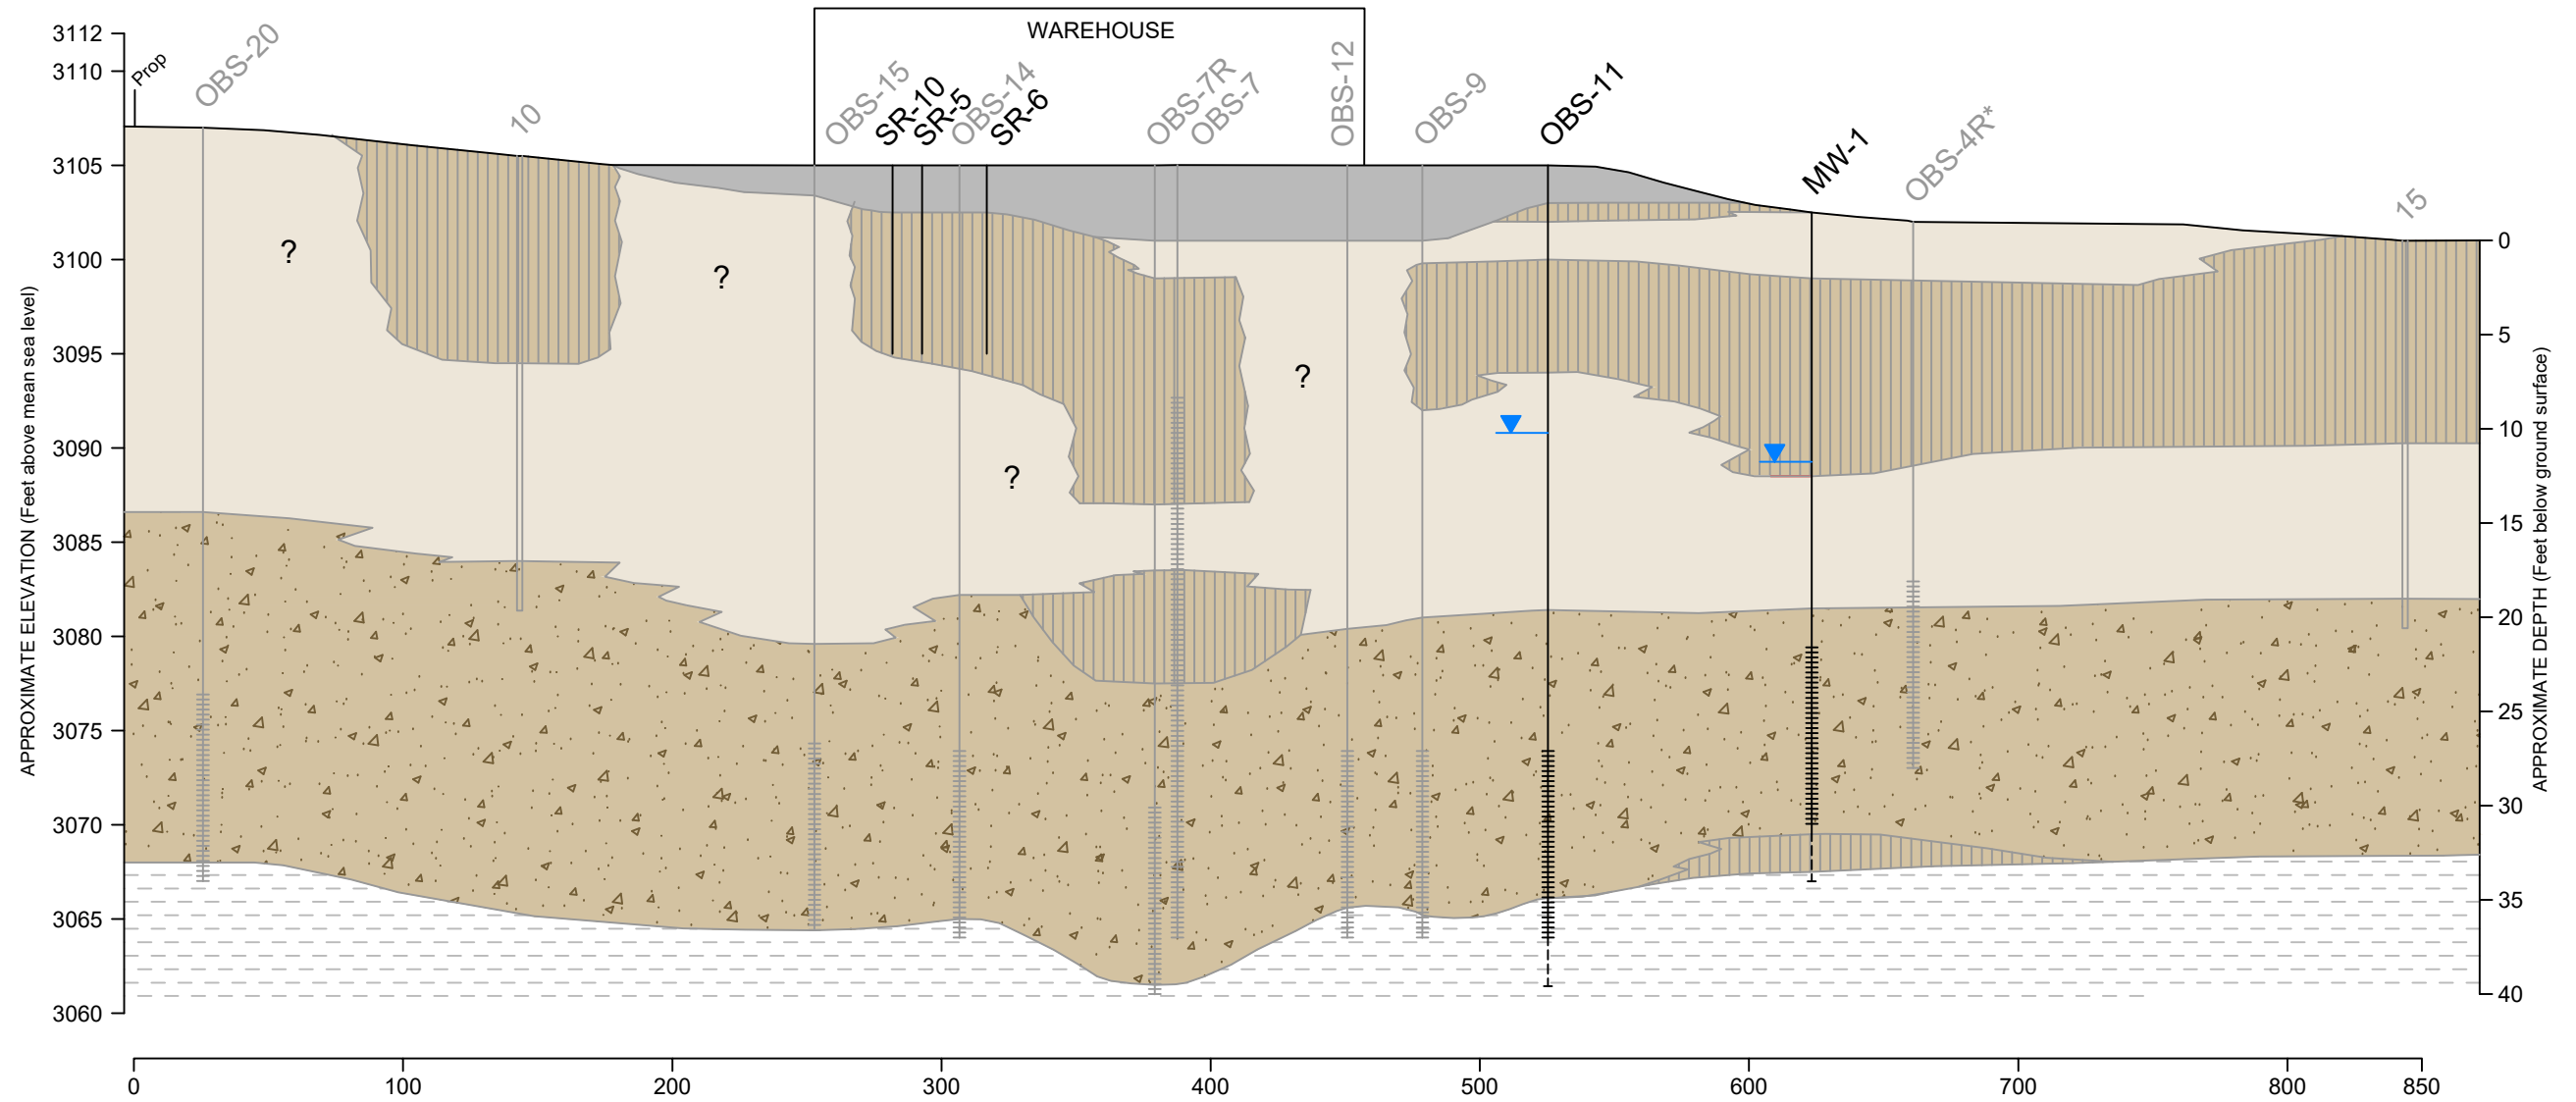 WAREHOUSE
Prop
OBS-20
10
OBS-15
SR-10
SR-5
OBS-14
SR-6
OBS-7R
OBS-7
OBS-12
OBS-9
OBS-11
MW-1
OBS-4R*
15
APPROXIMATE ELEVATION (Feet above mean sea level)
3112
3110
3105
3100
3095
3090
3085
3080
3075
3070
3065
3060
?
?
?
?
0
5
10
15
20
25
30
35
40
APPROXIMATE DEPTH (Feet below ground surface)
0
100
200
300
400
500
600
700
800
850